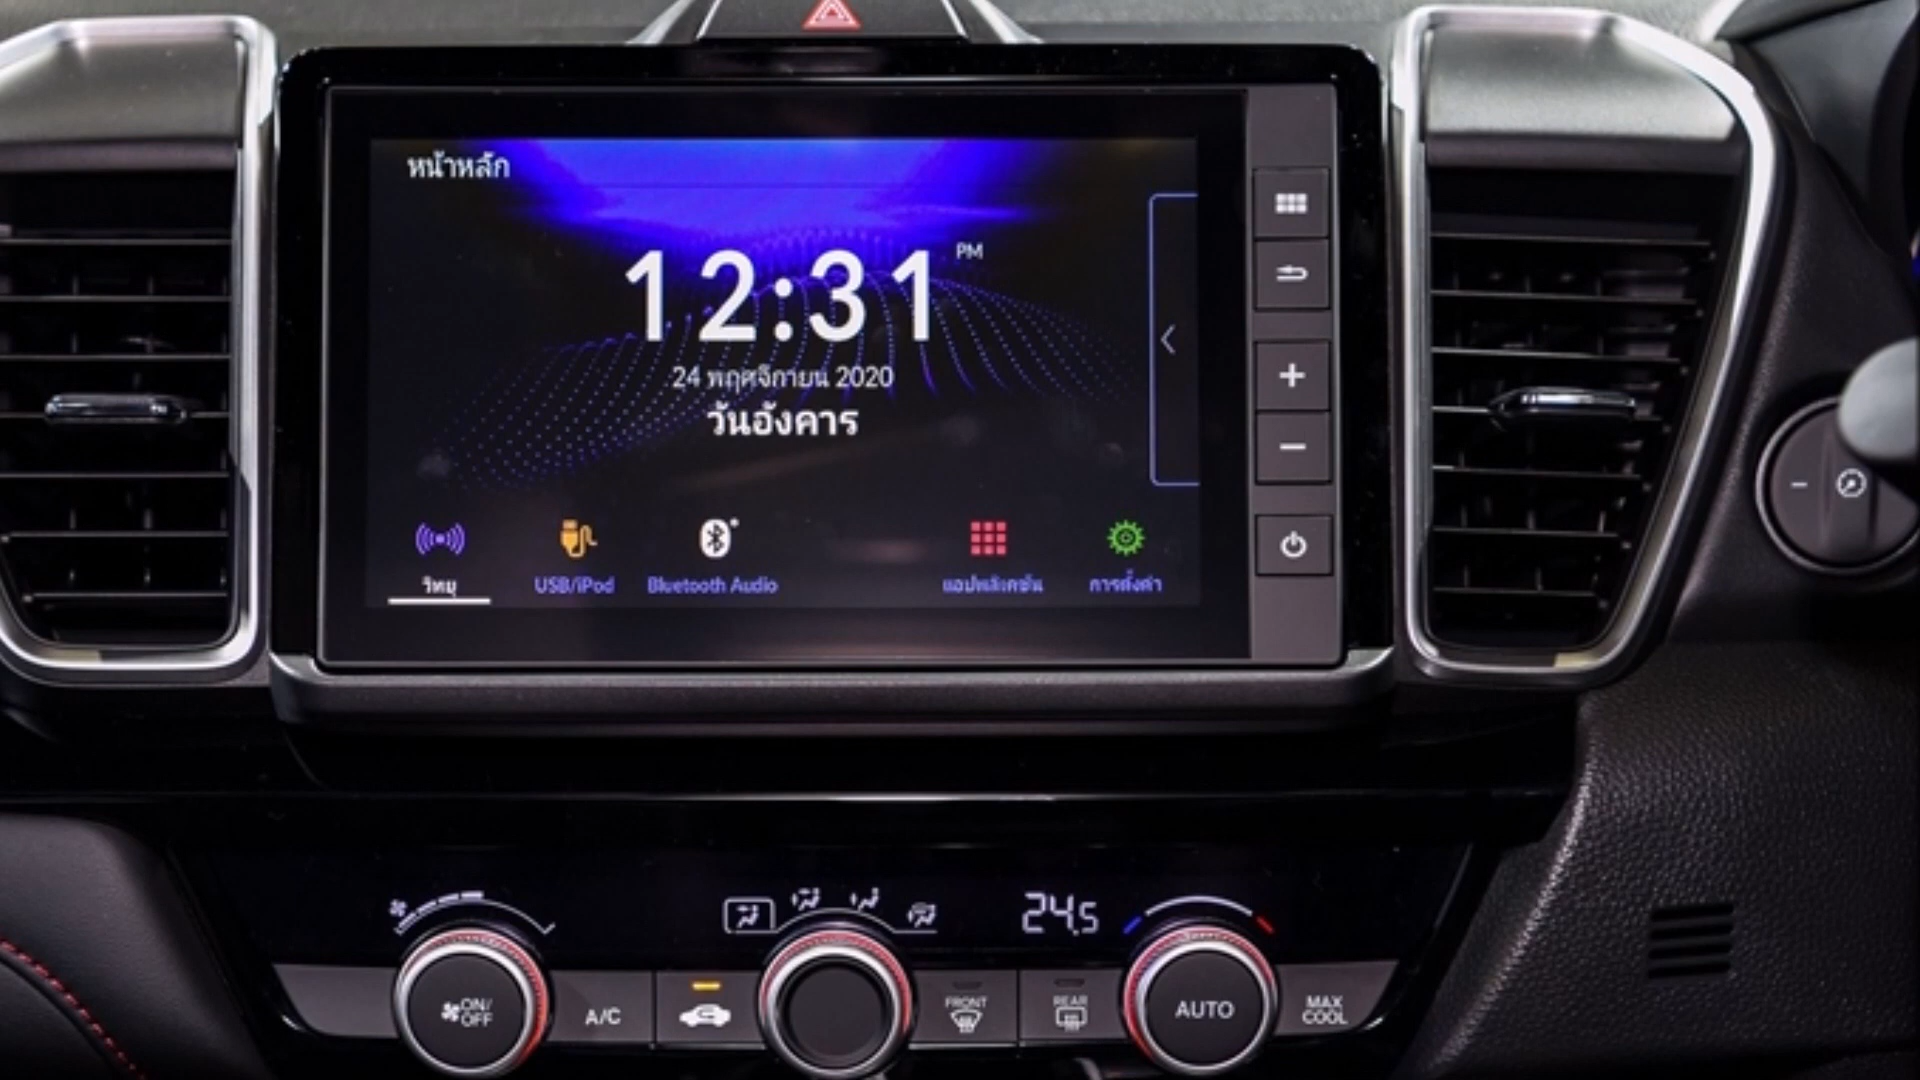 หน้าหลัก
12:31 PM
24 พฤศจิกายน 2020
วันอังคาร
วิทยุ
USB/iPod
Bluetooth Audio
แอปพลิเคชัน
การตั้งค่า
24.5
ON/
OFF
A/C
FRONT
REAR
AUTO
MAX
COOL